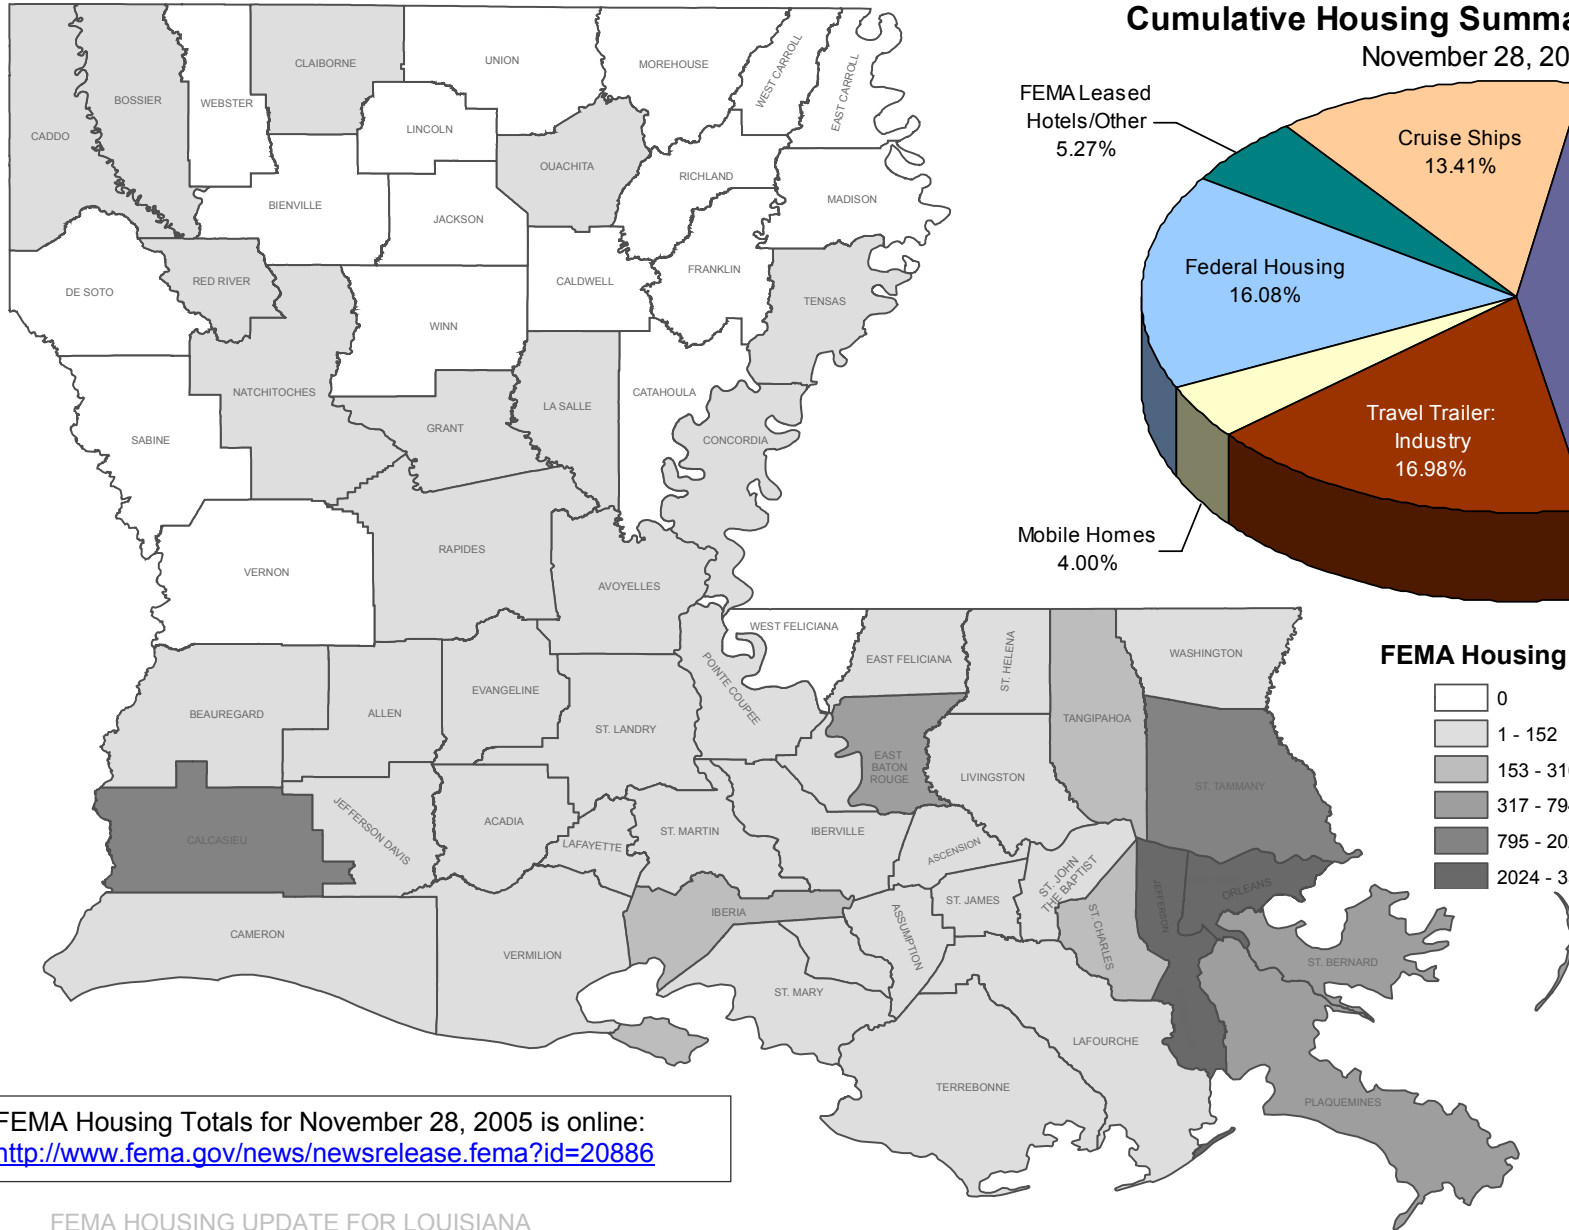 Cumulative Housing Summa
November 28, 20
FEMA Leased
Hotels/Other
5.27%
Cruise Ships
13.41%
Federal Housing
16.08%
Travel Trailer:
Industry
16.98%
Mobile Homes
4.00%
FEMA Housing
0
1 - 152
153 - 31
317 - 79
795 - 20
2024 - 3
CADDO
BOSSIER
WEBSTER
CLAIBORNE
UNION
MOREHOUSE
WEST CARROLL
EAST CARROLL
LINCOLN
OUACHITA
RICHLAND
MADISON
BIENVILLE
JACKSON
DE SOTO
RED RIVER
CALDWELL
FRANKLIN
TENSAS
WINN
NATCHITOCHES
LA SALLE
CATAHOULA
GRANT
SABINE
CONCORDIA
RAPIDES
VERNON
AVOYELLES
WEST FELICIANA
EAST FELICIANA
ST. HELENA
WASHINGTON
POINTE COUPEE
EVANGELINE
BEAUREGARD
ALLEN
ST. LANDRY
TANGIPAHOA
EAST
BATON
ROUGE
LIVINGSTON
ST. TAMMANY
CALCASIEU
JEFFERSON DAVIS
ACADIA
LAFAYETTE
ST. MARTIN
IBERVILLE
ASCENSION
ST. JOHN
THE BAPTIST
ST. JAMES
JEFFERSON
ORLEANS
IBERIA
ASSUMPTION
ST. CHARLES
CAMERON
VERMILION
ST. MARY
ST. BERNARD
LAFOURCHE
TERREBONNE
PLAQUEMINES
FEMA Housing Totals for November 28, 2005 is online:
http://www.fema.gov/news/newsrelease.fema?id=20886
FEMA HOUSING UPDATE FOR LOUISIANA